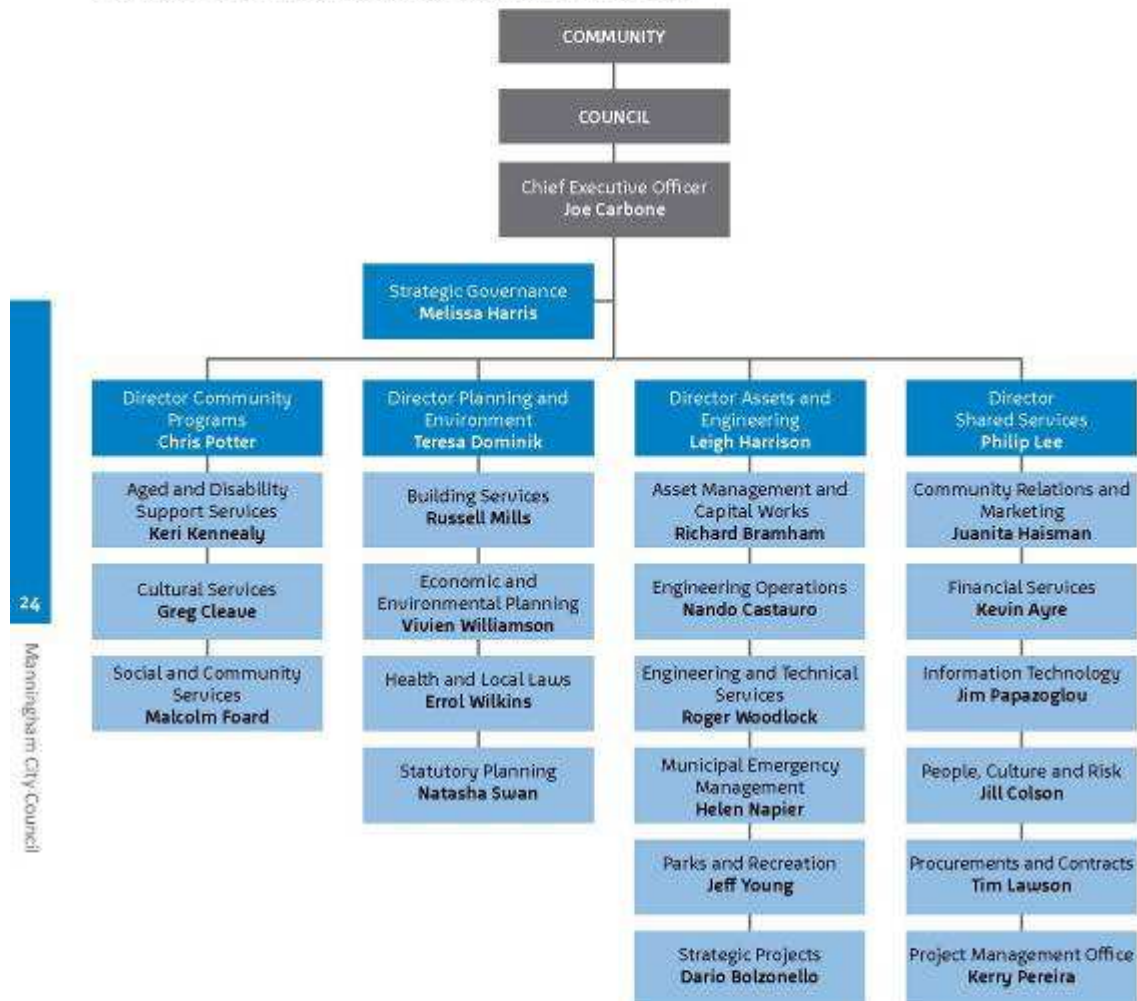 COMMUNITY
COUNCIL
Chief Executive Officer
Joe Carbone
Strategic Governance
Melissa Harris
Director Community
Programs
Chris Potter
Aged and Disability
Support Services
Keri Kennealy
Cultural Services
Greg Cleave
Social and Community
Services
Malcolm Foard
Director Planning and
Environment
Teresa Dominik
Building Services
Russell Mills
Economic and
Environmental Planning
Vivien Williamson
Health and Local Laws
Errol Wilkins
Statutory Planning
Natasha Swan
Director Assets and
Engineering
Leigh Harrison
Asset Management and
Capital Works
Richard Bramham
Engineering Operations
Nando Castauro
Engineering and Technical
Services
Roger Woodlock
Municipal Emergency
Management
Helen Napier
Parks and Recreation
Jeff Young
Strategic Projects
Dario Bolzonello
Director
Shared Services
Philip Lee
Community Relations and
Marketing
Juanita Haisman
Financial Services
Kevin Ayre
Information Technology
Jim Papazoglou
People, Culture and Risk
Jill Colson
Procurements and Contracts
Tim Lawson
Project Management Office
Kerry Pereira
24
Manningham City Council